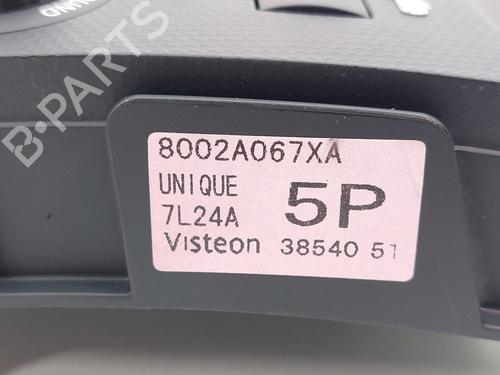 B-PARTS
8002A067XA
UNIQUE
7L24A
5P
Visteon 38540 51